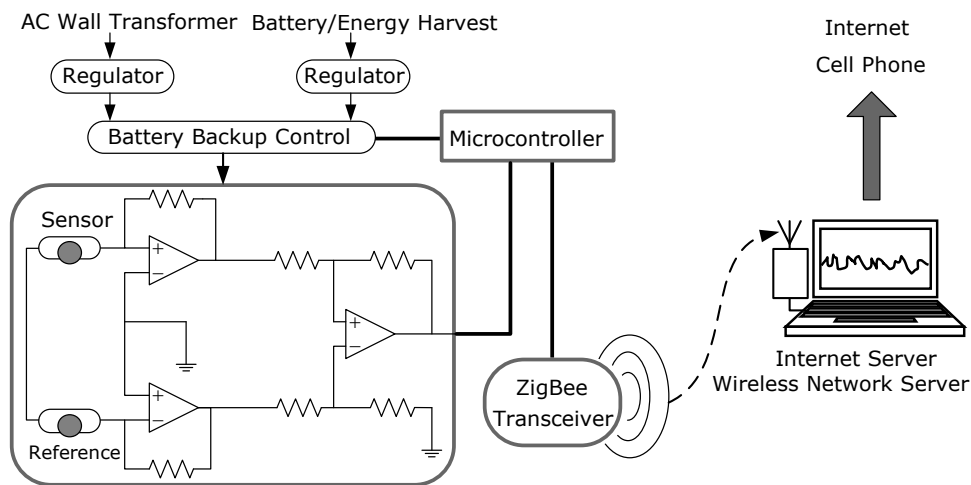 AC Wall Transformer
Battery/Energy Harvest
Regulator
Regulator
Battery Backup Control
Microcontroller
Sensor
+
−
+
−
+
−
Reference
ZigBee
Transceiver
Internet
Cell Phone
Internet Server
Wireless Network Server